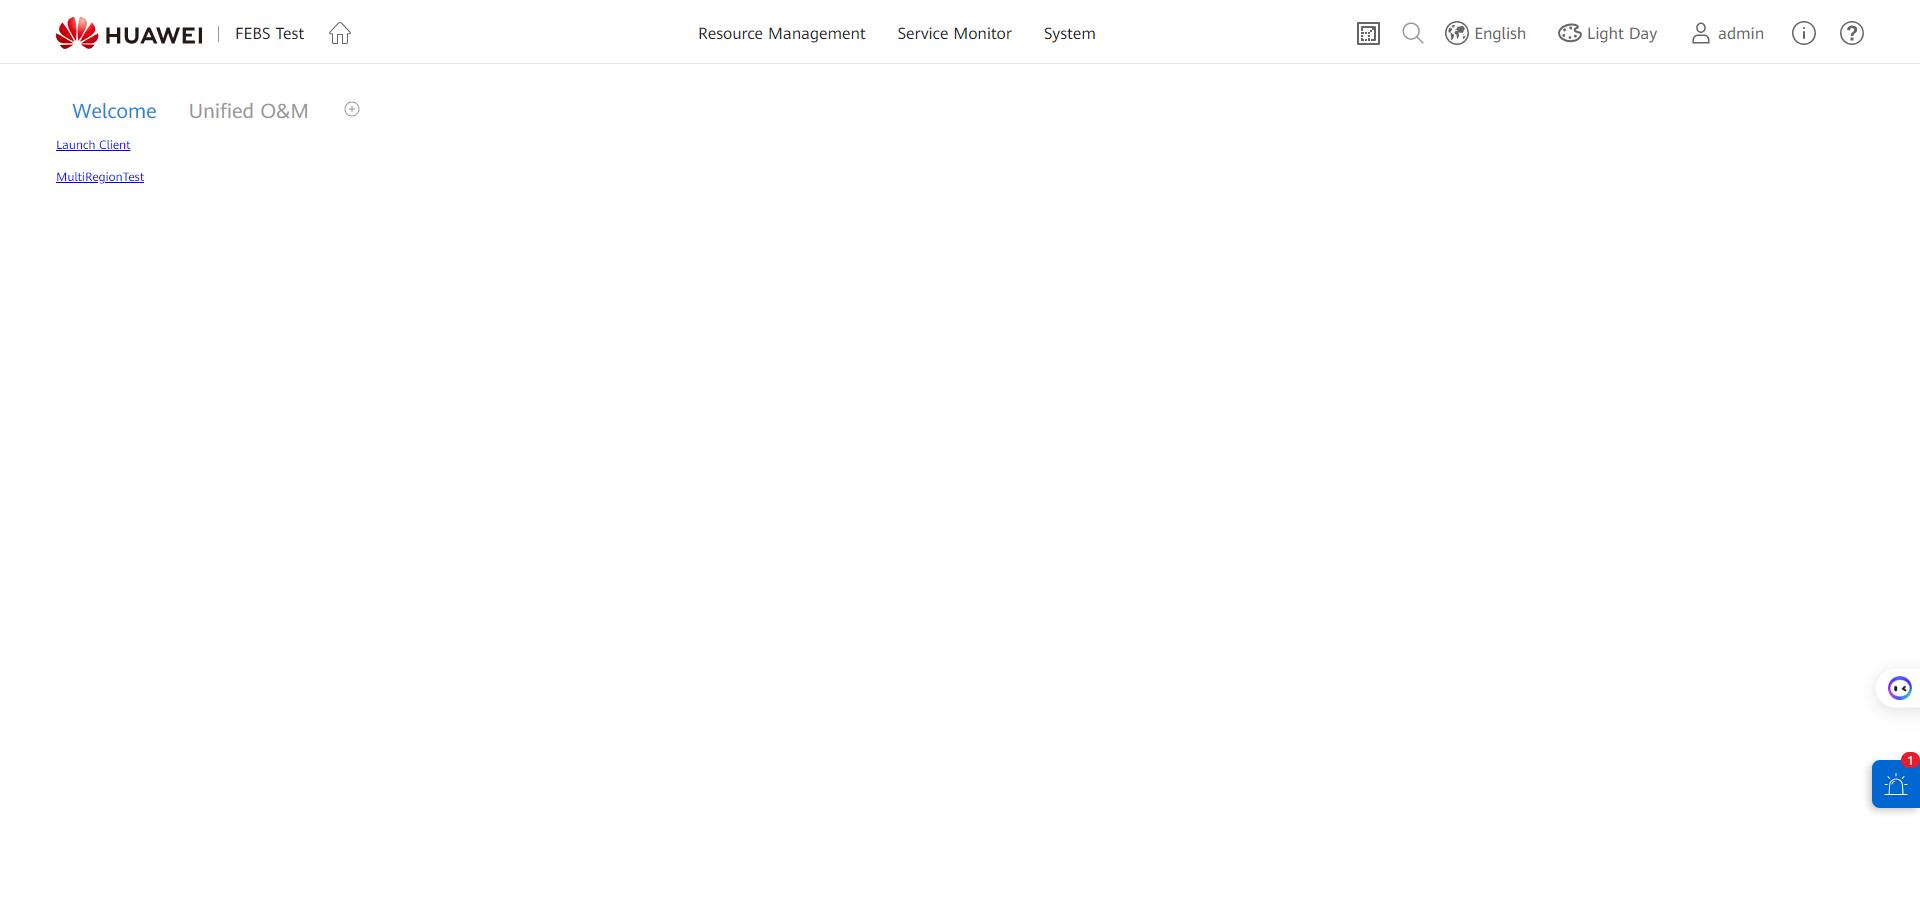 HUAWEI FEBS Test Resource Management Service Monitor System English Light Day admin
Welcome Unified O&M
Launch Client
MultiRegionTest
1